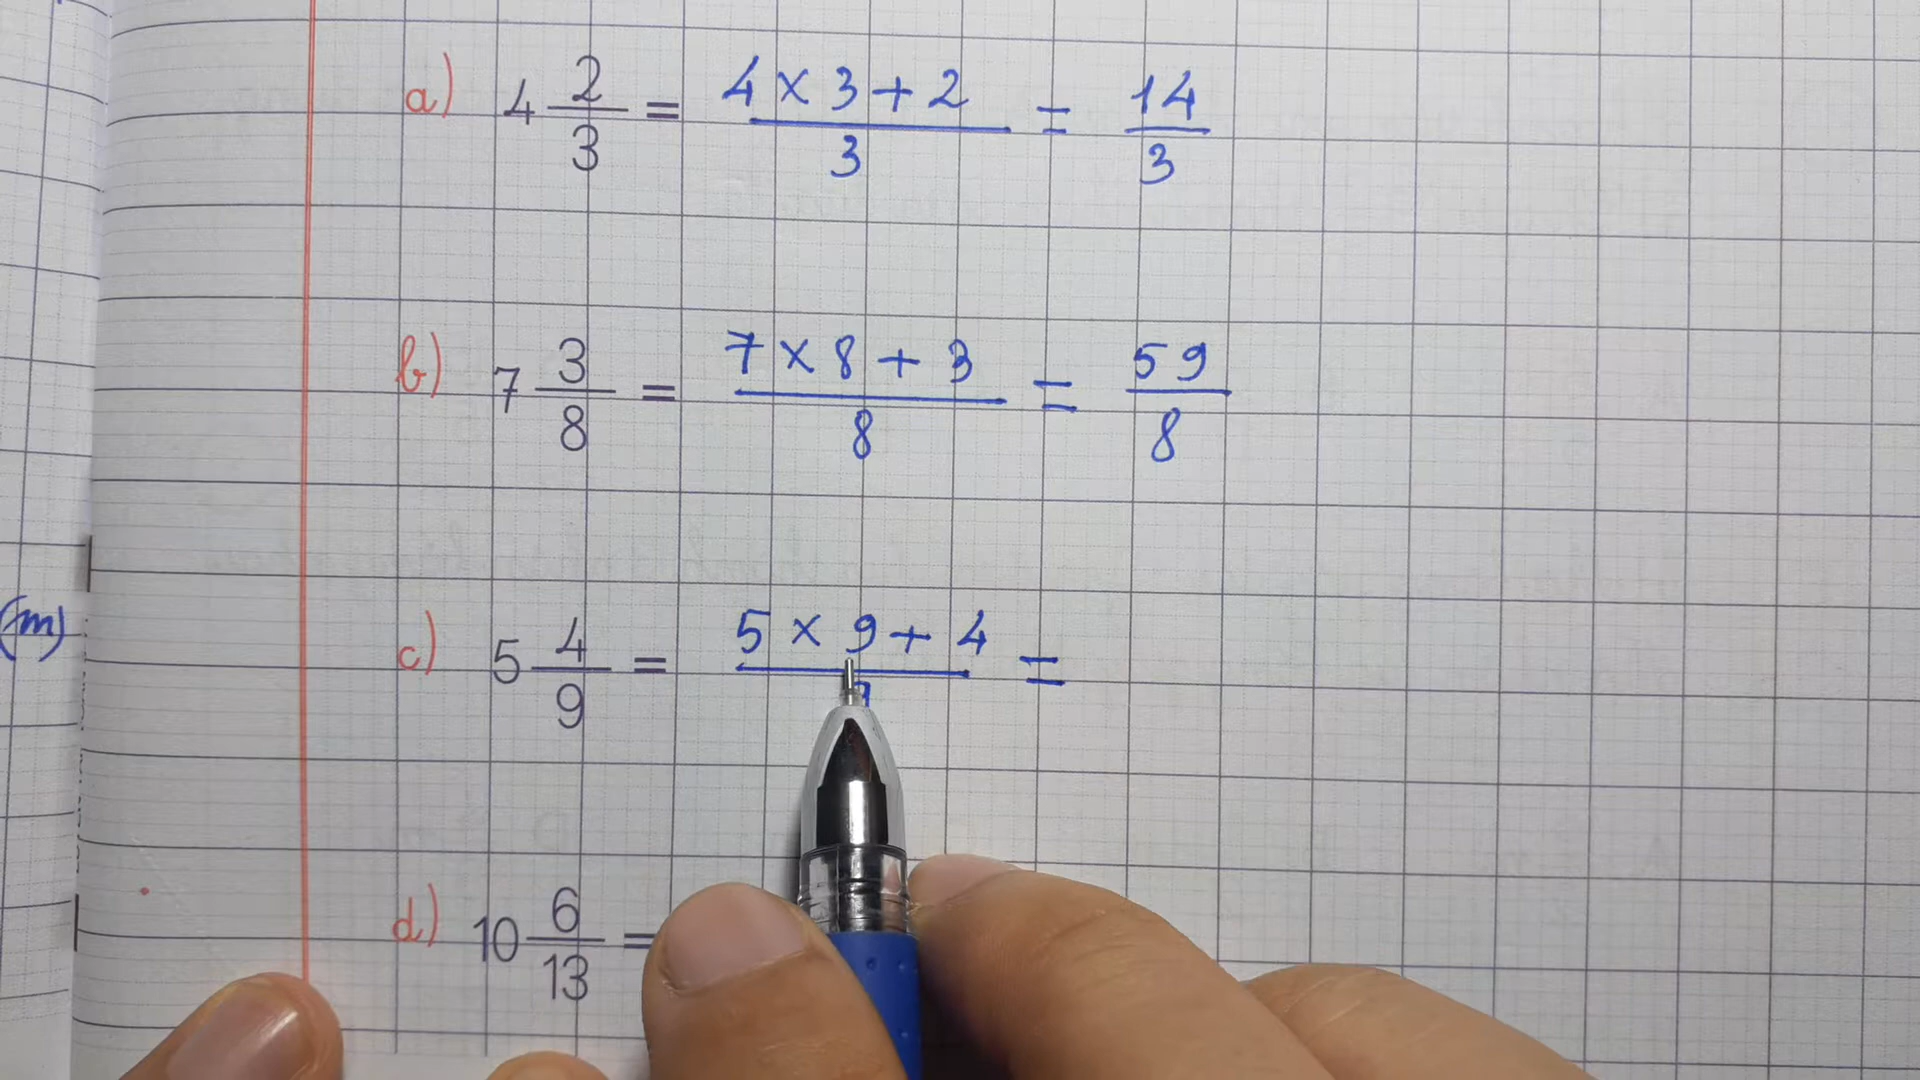 a) 4 2/3 = (4 × 3 + 2)/3 = 14/3
b) 7 3/8 = (7 × 8 + 3)/8 = 59/8
(m)
c) 5 4/9 = 5 × 9 + 4 =
d) 10 6/13 =